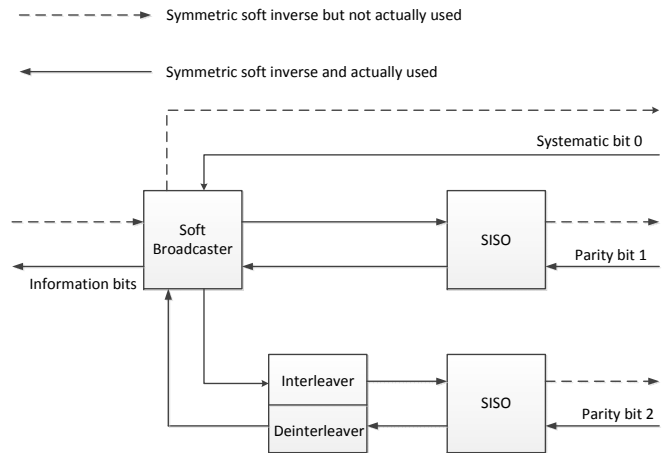 Symmetric soft inverse but not actually used
Symmetric soft inverse and actually used
Systematic bit 0
Soft
Broadcaster
SISO
Parity bit 1
Information bits
Interleaver
Deinterleaver
SISO
Parity bit 2